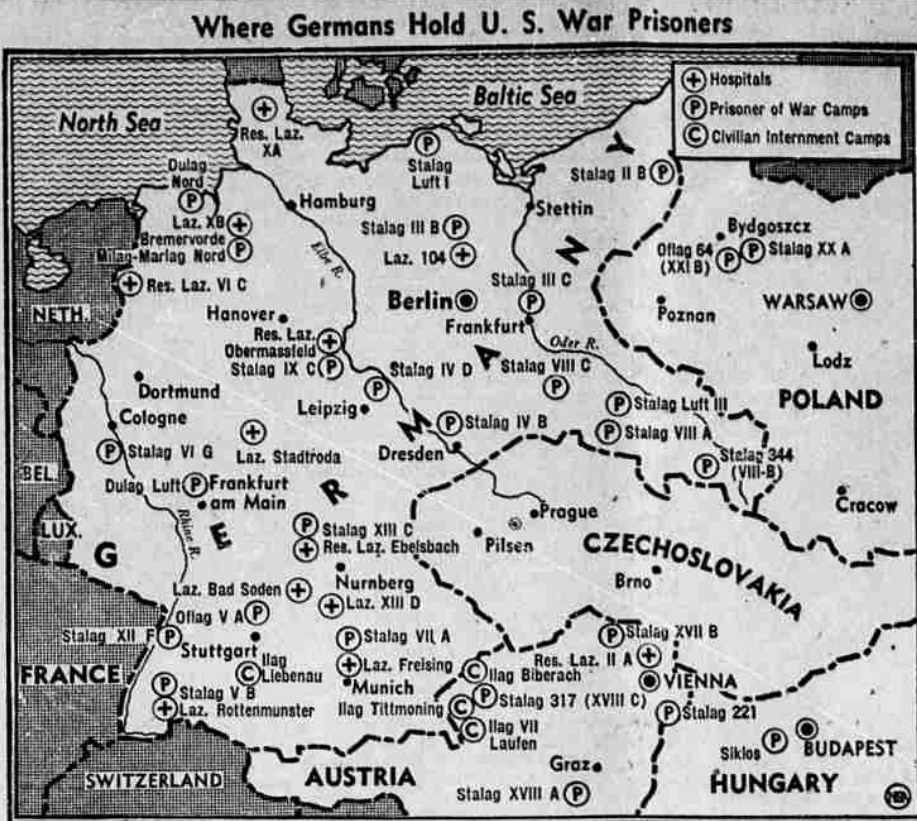 Where Germans Hold U. S. War Prisoners
Hospitals
P Prisoner of War Camps
C Civilian Internment Camps
North Sea
Baltic Sea
Res. Laz.
XA
P
Stalag
Luft I
Stalag II B P
Dulag
Nord
P
Hamburg
Stettin
Laz. XB
Bremervorde
Milag-Marlag Nord P
Stalag III B P
Laz. 104
Bydgoszcz
Oflag 64
(XXI B)
P
P Stalag XX A
Elbe R.
Res. Laz. VI C
Stalag III C
P
Berlin
Poznan
WARSAW
NETH.
Hanover
Frankfurt
Oder R.
Res. Laz.
Obermassfeld
Stalag IX C P
Lodz
Stalag IV D
P
Stalag VIII C
P
Dortmund
Leipzig
P Stalag Luft III
POLAND
Cologne
P Stalag IV B
P Stalag VIII A
Laz. Stadtroda
Dresden
P Stalag VI G
Stalag 344
(VIII-B)
P
BEL.
Dulag Luft P
Frankfurt
am Main
Cracow
LUX.
Rhine R.
GERMANY
P Stalag XIII C
Res. Laz. Ebelsbach
Prague
Pilsen
CZECHOSLOVAKIA
Nurnberg
Brno
Laz. Bad Soden
Laz. XIII D
Oflag V A P
Stalag XII F P
Stuttgart
P Stalag VII A
P Stalag XVII B
FRANCE
C Ilag
Liebenau
Laz. Freising
Munich
C Ilag Biberach
Res. Laz. II A
VIENNA
P Stalag V B
Laz. Rottenmunster
Ilag Tittmoning C
P Stalag 317 (XVIII C)
C Ilag VII
Laufen
P Stalag 221
Siklos P
BUDAPEST
SWITZERLAND
AUSTRIA
Graz
HUNGARY
Stalag XVIII A P
NEA